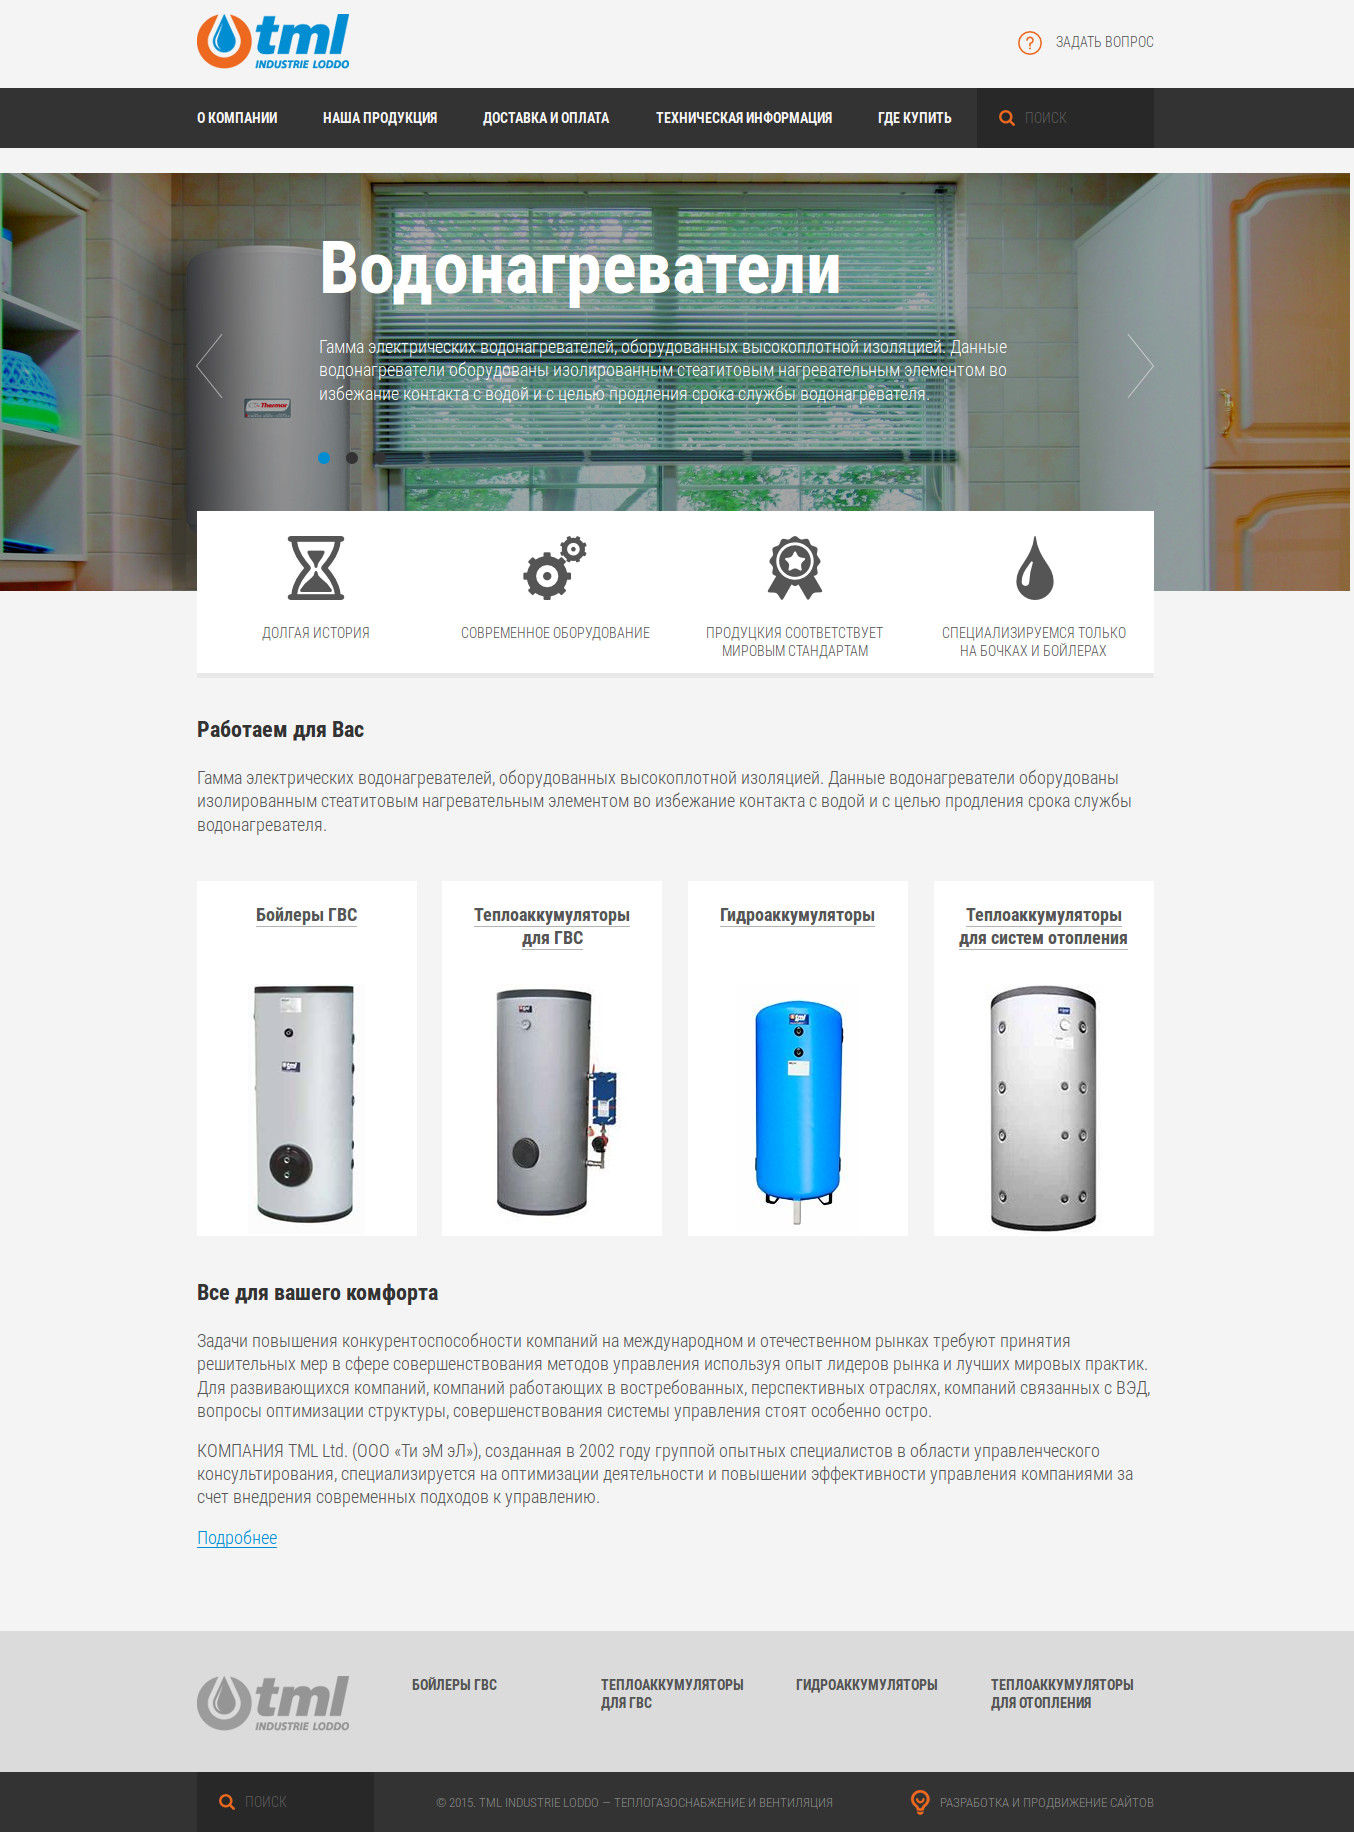 tml
INDUSTRIE LODDO
ЗАДАТЬ ВОПРОС
О КОМПАНИИ
НАША ПРОДУКЦИЯ
ДОСТАВКА И ОПЛАТА
ТЕХНИЧЕСКАЯ ИНФОРМАЦИЯ
ГДЕ КУПИТЬ
ПОИСК
Водонагреватели
Гамма электрических водонагревателей, оборудованных высокоплотной изоляцией. Данные
водонагреватели оборудованы изолированным стеатитовым нагревательным элементом во
избежание контакта с водой и с целью продления срока службы водонагревателя.
Thermor
ДОЛГАЯ ИСТОРИЯ
СОВРЕМЕННОЕ ОБОРУДОВАНИЕ
ПРОДУЦКИЯ СООТВЕТСТВУЕТ
МИРОВЫМ СТАНДАРТАМ
СПЕЦИАЛИЗИРУЕМСЯ ТОЛЬКО
НА БОЧКАХ И БОЙЛЕРАХ
Работаем для Вас
Гамма электрических водонагревателей, оборудованных высокоплотной изоляцией. Данные водонагреватели оборудованы
изолированным стеатитовым нагревательным элементом во избежание контакта с водой и с целью продления срока службы
водонагревателя.
Бойлеры ГВС
Теплоаккумуляторы
для ГВС
Гидроаккумуляторы
Теплоаккумуляторы
для систем отопления
tml
tml
Все для вашего комфорта
Задачи повышения конкурентоспособности компаний на международном и отечественном рынках требуют принятия
решительных мер в сфере совершенствования методов управления используя опыт лидеров рынка и лучших мировых практик.
Для развивающихся компаний, компаний работающих в востребованных, перспективных отраслях, компаний связанных с ВЭД,
вопросы оптимизации структуры, совершенствования системы управления стоят особенно остро.
КОМПАНИЯ TML Ltd. (ООО «Ти эМ эЛ»), созданная в 2002 году группой опытных специалистов в области управленческого
консультирования, специализируется на оптимизации деятельности и повышении эффективности управления компаниями за
счет внедрения современных подходов к управлению.
Подробнее
tml
INDUSTRIE LODDO
БОЙЛЕРЫ ГВС
ТЕПЛОАККУМУЛЯТОРЫ
ДЛЯ ГВС
ГИДРОАККУМУЛЯТОРЫ
ТЕПЛОАККУМУЛЯТОРЫ
ДЛЯ ОТОПЛЕНИЯ
ПОИСК
© 2015. TML INDUSTRIE LODDO — ТЕПЛОГАЗОСНАБЖЕНИЕ И ВЕНТИЛЯЦИЯ
РАЗРАБОТКА И ПРОДВИЖЕНИЕ САЙТОВ